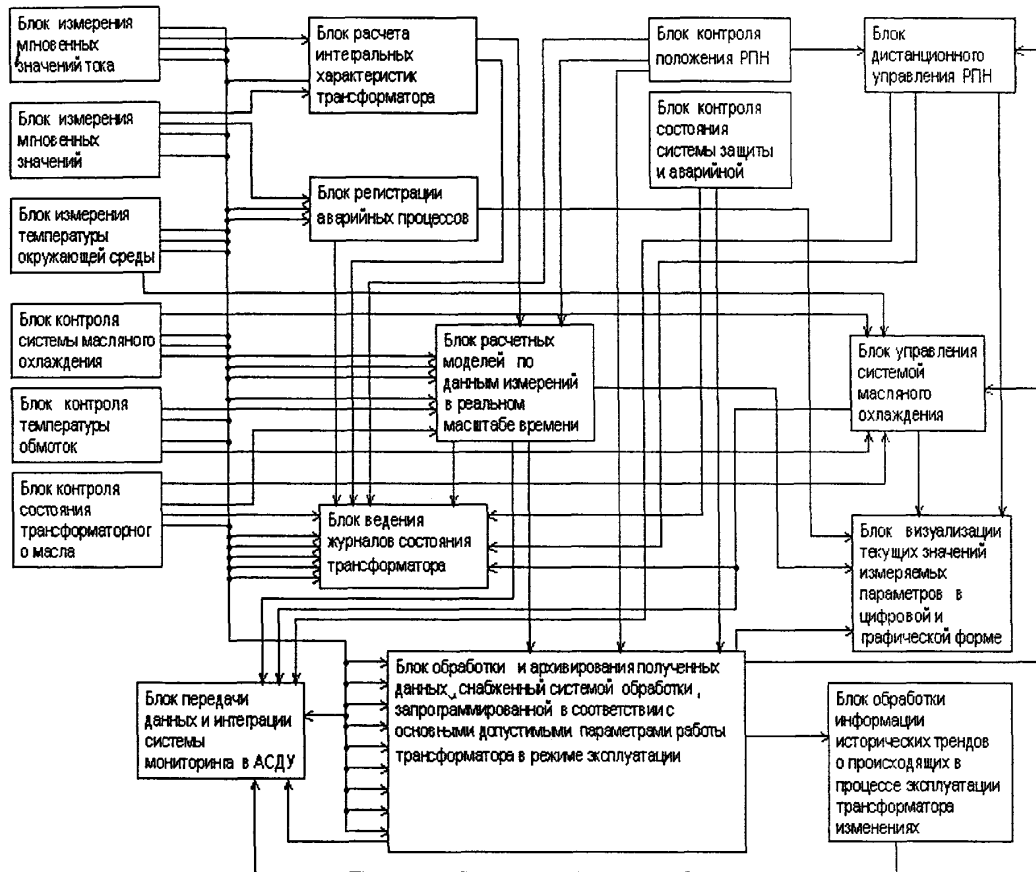 Блок измерения
мгновенных
значений тока
Блок расчета
интегральных
характеристик
трансформатора
Блок контроля
положения РПН
Блок
дистанционного
управления РПН
Блок измерения
мгновенных
значений
Блок контроля
состояния
системы защиты
и аварийной
Блок регистрации
аварийных процессов
Блок измерения
температуры
окружающей среды
Блок контроля
системы масляного
охлаждения
Блок расчетных
моделей по
данным измерений
в реальном
масштабе времени
Блок управления
системой
масляного
охлаждения
Блок контроля
температуры
обмоток
Блок контроля
состояния
трансформаторног
о масла
Блок ведения
журналов состояния
трансформатора
Блок визуализации
текущих значений
измеряемых
параметров в
цифровой и
графической форме
Блок передачи
данных и интеграции
системы
мониторинга в АСДУ
Блок обработки и архивирования полученных
данных, снабженный системой обработки,
запрограммированной в соответствии с
основными допустимыми параметрами работы
трансформатора в режиме эксплуатации
Блок обработки
информации
исторических трендов
о происходящих в
процессе эксплуатации
трансформатора
изменениях